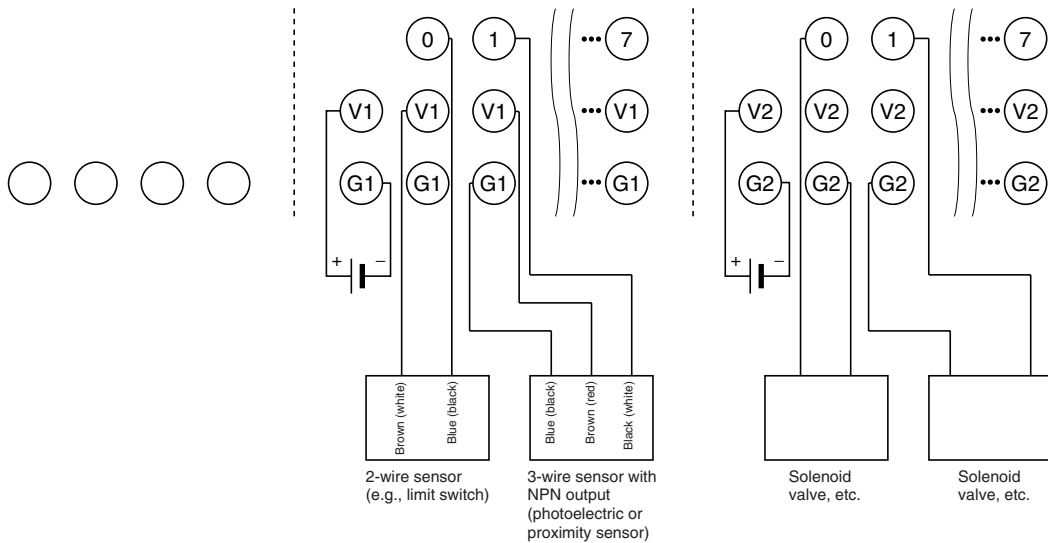 0 1 ••• 7
V1 V1 V1 ••• V1
G1 G1 G1 ••• G1
+ −
Brown (white)
Blue (black)
Blue (black)
Brown (red)
Black (white)
2-wire sensor
(e.g., limit switch)
3-wire sensor with
NPN output
(photoelectric or
proximity sensor)
0 1 ••• 7
V2 V2 V2 ••• V2
G2 G2 G2 ••• G2
+ −
Solenoid
valve, etc.
Solenoid
valve, etc.